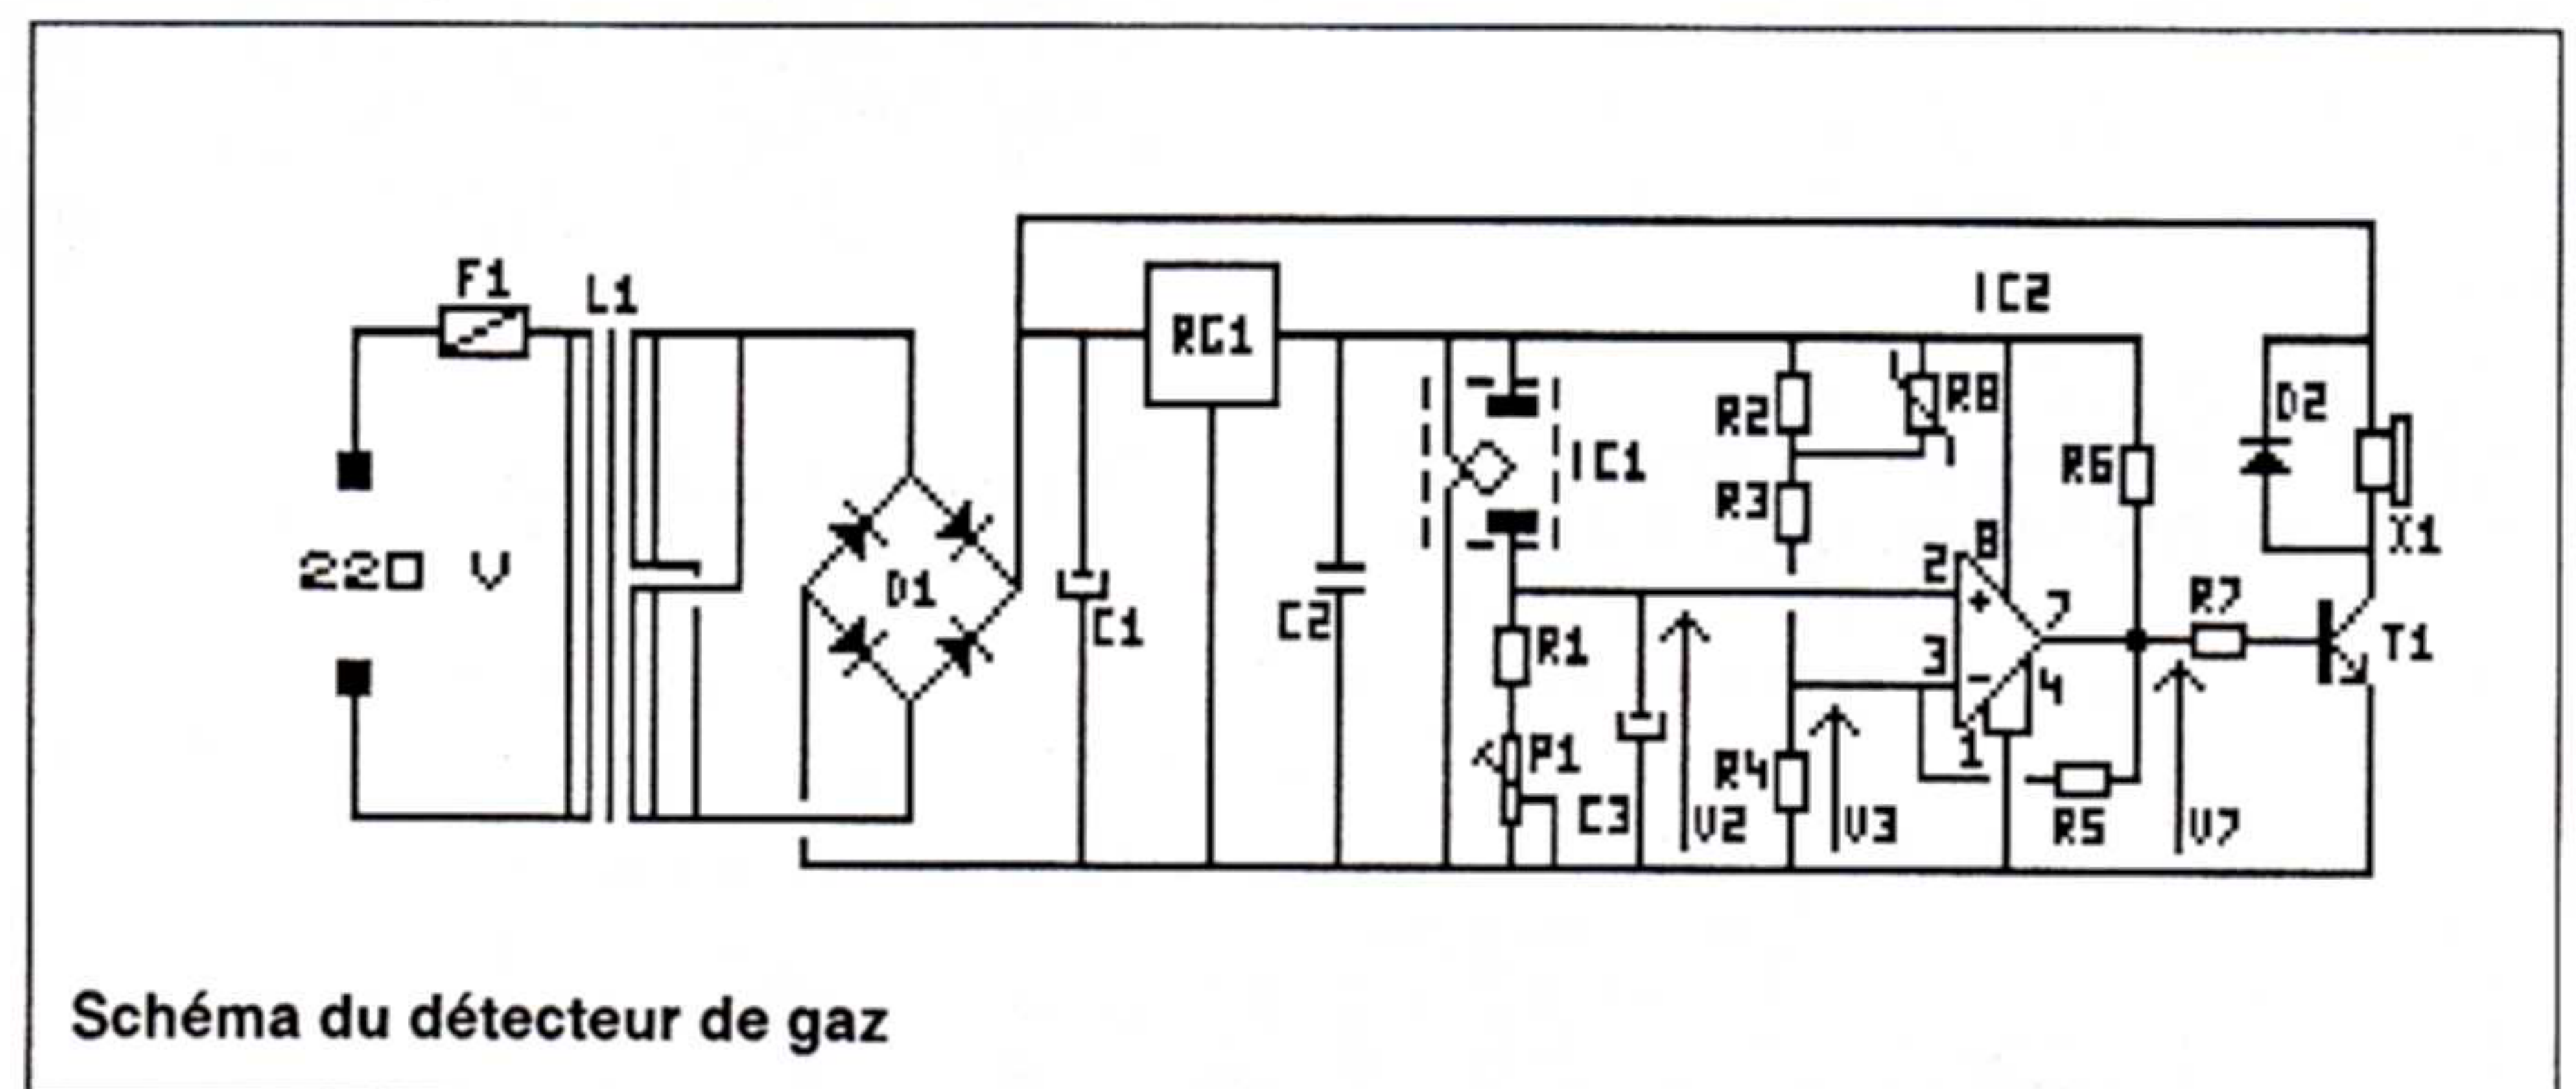 IC2
F1
L1
RG1
R2
R8
D2
R6
IC1
R3
X1
220 V
D1
C1
C2
2
8
+
7
R7
R1
3
-
4
T1
P1
R4
1
C3
V2
V3
R5
V7
Schéma du détecteur de gaz